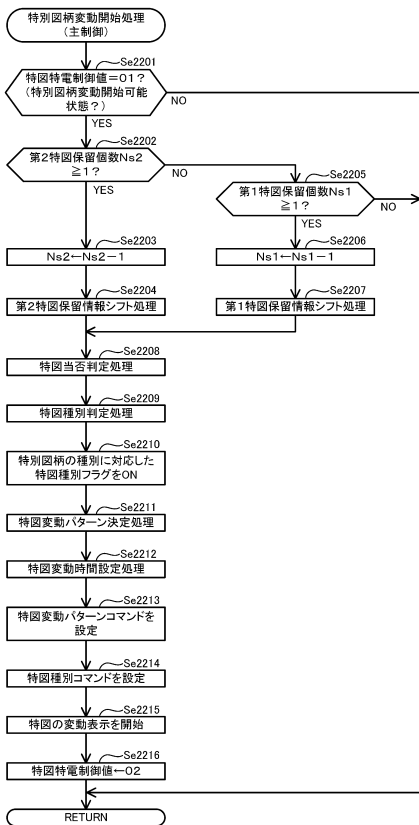 特別図柄変動開始処理
(主制御)
Se2201
特図特電制御値=01?
(特別図柄変動開始可能
状態?)
NO
YES
Se2202
第2特図保留個数Ns2
≧1?
NO
YES
Se2205
第1特図保留個数Ns1
≧1?
NO
YES
Se2203
Ns2←Ns2-1
Se2206
Ns1←Ns1-1
Se2204
第2特図保留情報シフト処理
Se2207
第1特図保留情報シフト処理
Se2208
特図当否判定処理
Se2209
特図種別判定処理
Se2210
特別図柄の種別に対応した
特図種別フラグをON
Se2211
特図変動パターン決定処理
Se2212
特図変動時間設定処理
Se2213
特図変動パターンコマンドを
設定
Se2214
特図種別コマンドを設定
Se2215
特図の変動表示を開始
Se2216
特図特電制御値←02
RETURN